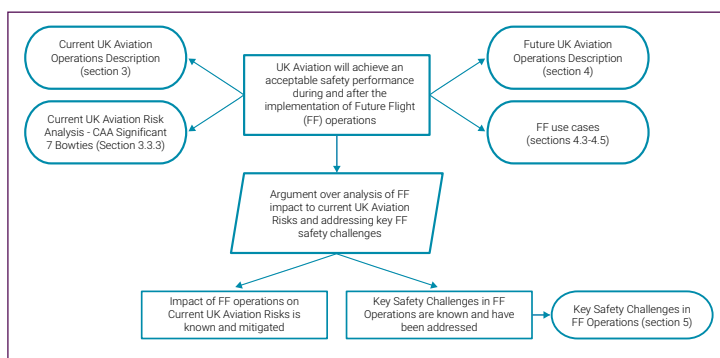 Current UK Aviation
Operations Description
(section 3)
UK Aviation will achieve an
acceptable safety performance
during and after the
implementation of Future Flight
(FF) operations
Future UK Aviation
Operations Description
(section 4)
Current UK Aviation Risk
Analysis - CAA Significant
7 Bowties (Section 3.3.3)
FF use cases
(sections 4.3-4.5)
Argument over analysis of FF
impact to current UK Aviation
Risks and addressing key FF
safety challenges
Impact of FF operations on
Current UK Aviation Risks is
known and mitigated
Key Safety Challenges in FF
Operations are known and have
been addressed
Key Safety Challenges in
FF Operations (section 5)